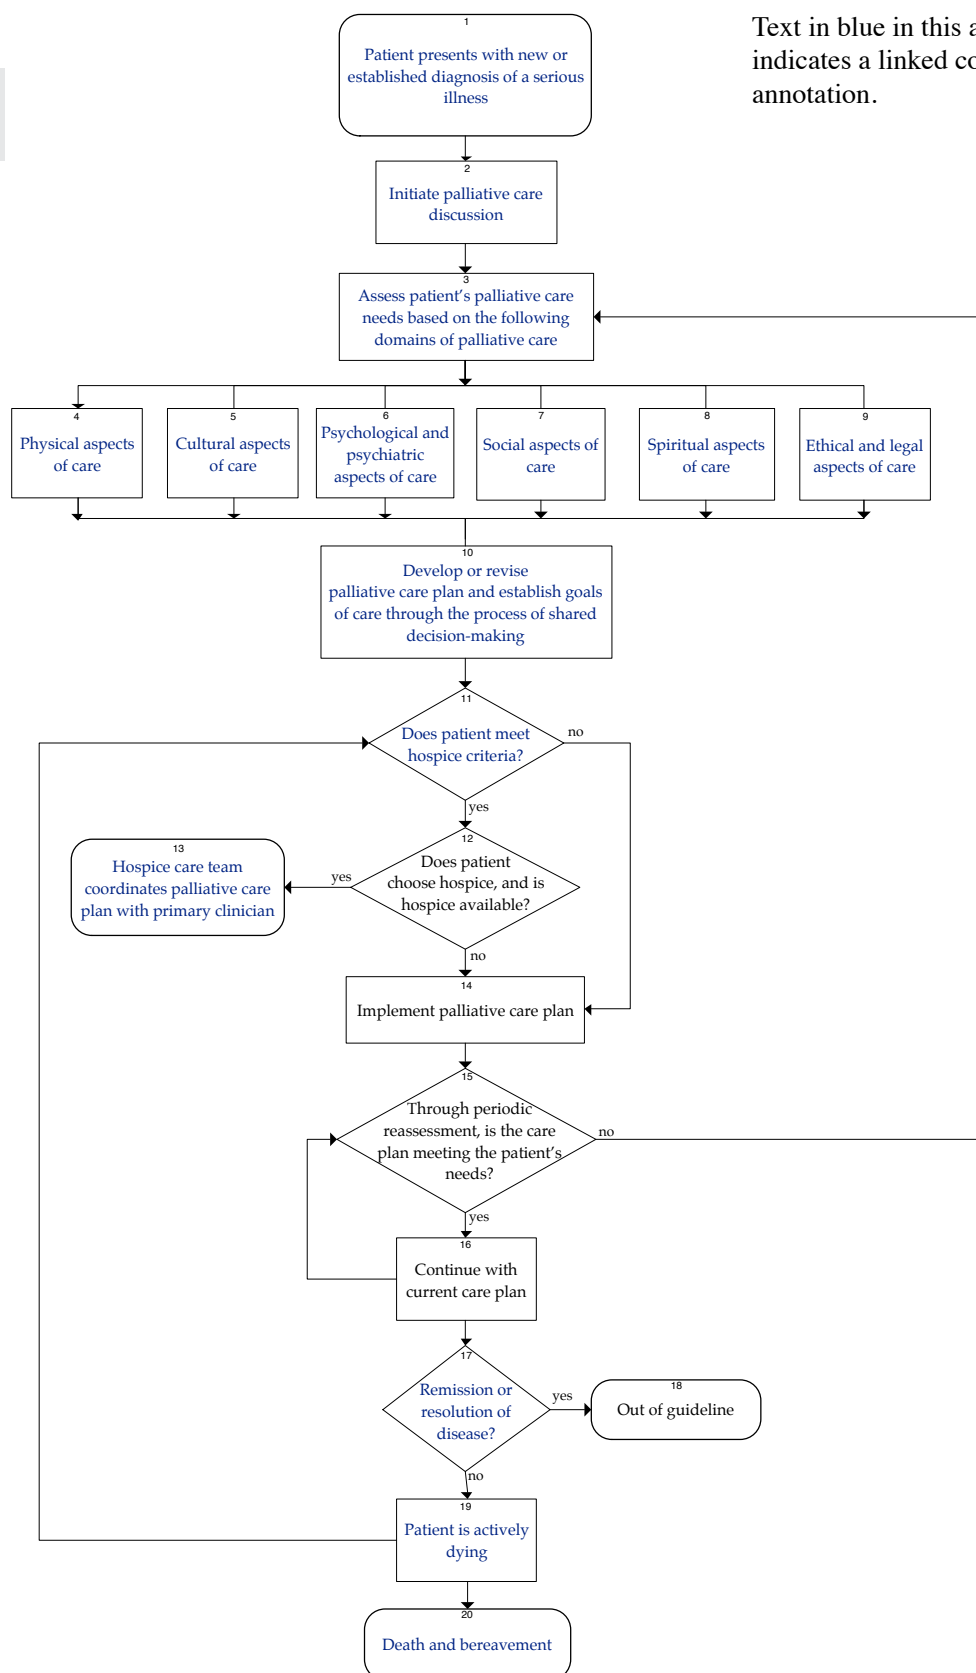 Text in blue in this a
indicates a linked co
annotation.
1
Patient presents with new or
established diagnosis of a serious
illness
2
Initiate palliative care
discussion
3
Assess patient's palliative care
needs based on the following
domains of palliative care
4
Physical aspects
of care
5
Cultural aspects
of care
6
Psychological and
psychiatric
aspects of care
7
Social aspects of
care
8
Spiritual aspects
of care
9
Ethical and legal
aspects of care
10
Develop or revise
palliative care plan and establish goals
of care through the process of shared
decision-making
11
Does patient meet
hospice criteria?
no
yes
12
Does patient
choose hospice, and is
hospice available?
yes
13
Hospice care team
coordinates palliative care
plan with primary clinician
no
14
Implement palliative care plan
15
Through periodic
reassessment, is the care
plan meeting the patient's
needs?
no
yes
16
Continue with
current care plan
17
Remission or
resolution of
disease?
yes
18
Out of guideline
no
19
Patient is actively
dying
20
Death and bereavement